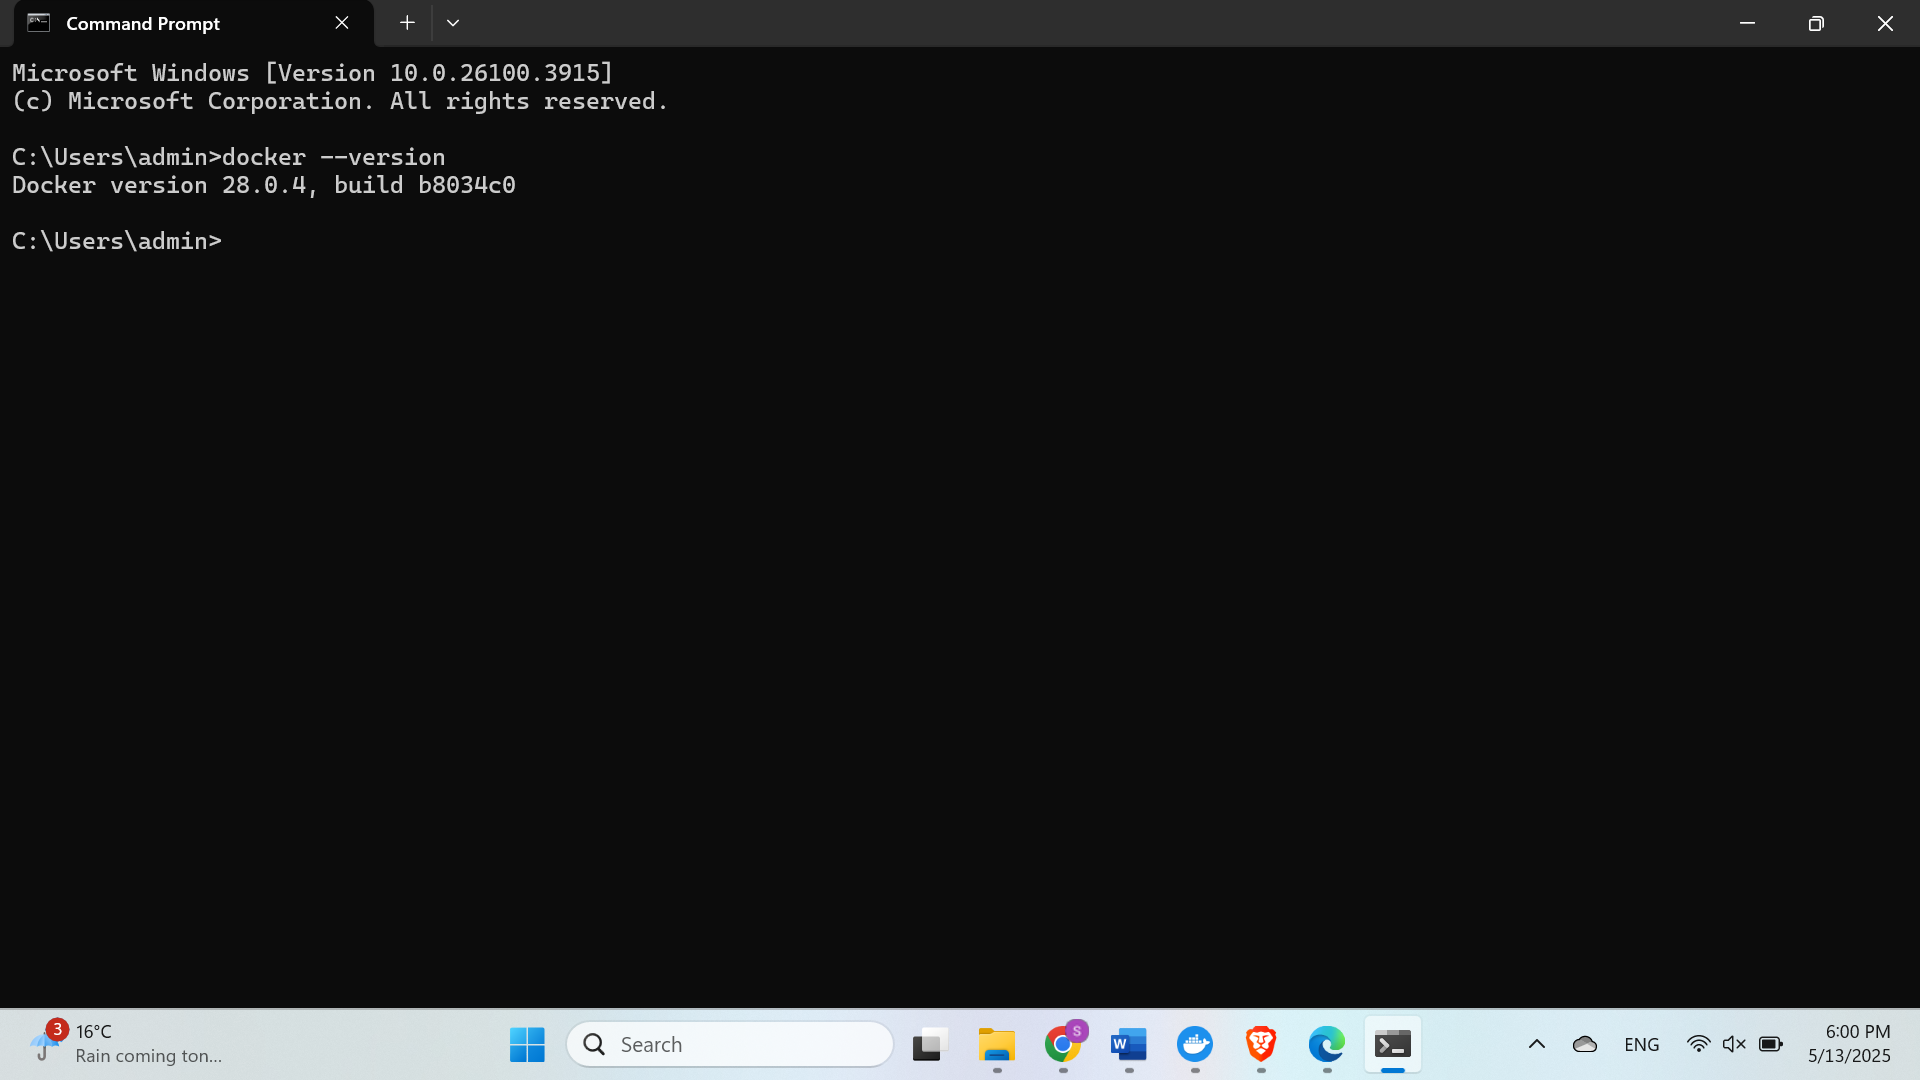 Command Prompt
Microsoft Windows [Version 10.0.26100.3915]
(c) Microsoft Corporation. All rights reserved.
C:\Users\admin>docker --version
Docker version 28.0.4, build b8034c0
C:\Users\admin>
3
16°C
Rain coming ton...
Search
S
W
ENG
6:00 PM
5/13/2025